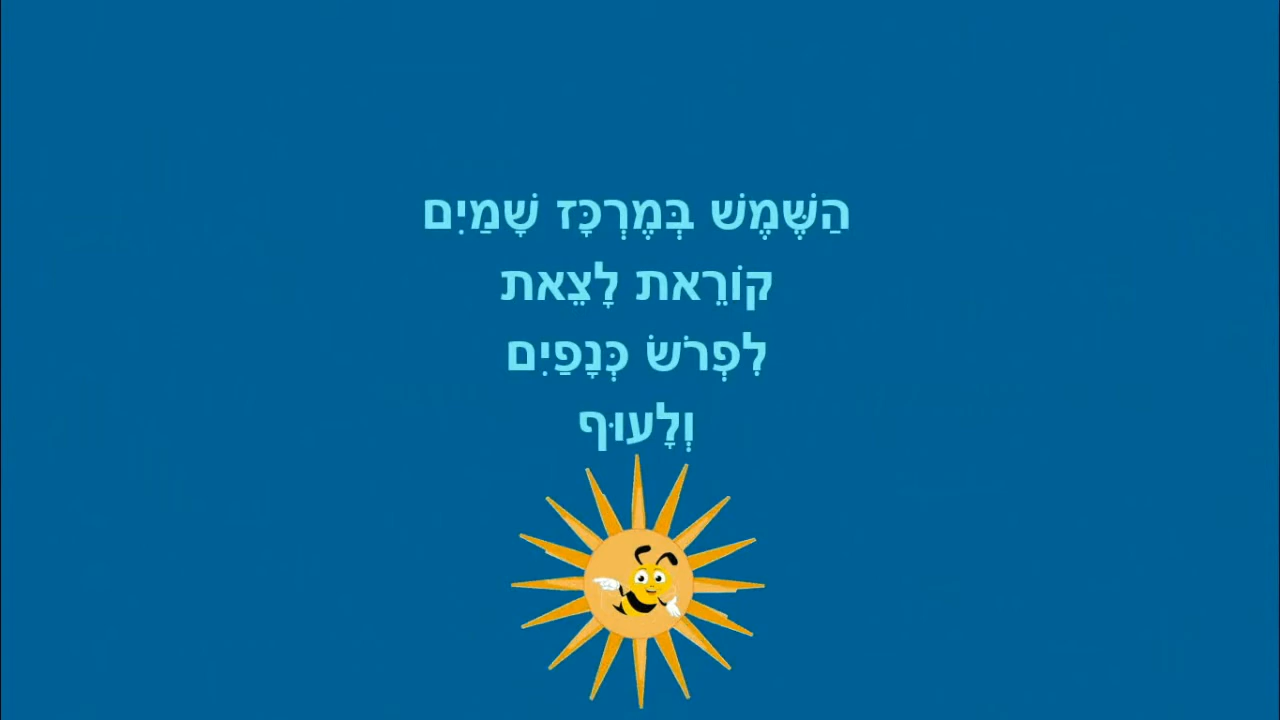 הַשֶּׁמֶשׁ בְּמֶרְכָּז שָׁמַיִם
קוֹרֵאת לָצֵאת
לִפְרֹשׂ כְּנָפַיִם
וְלָעוּף